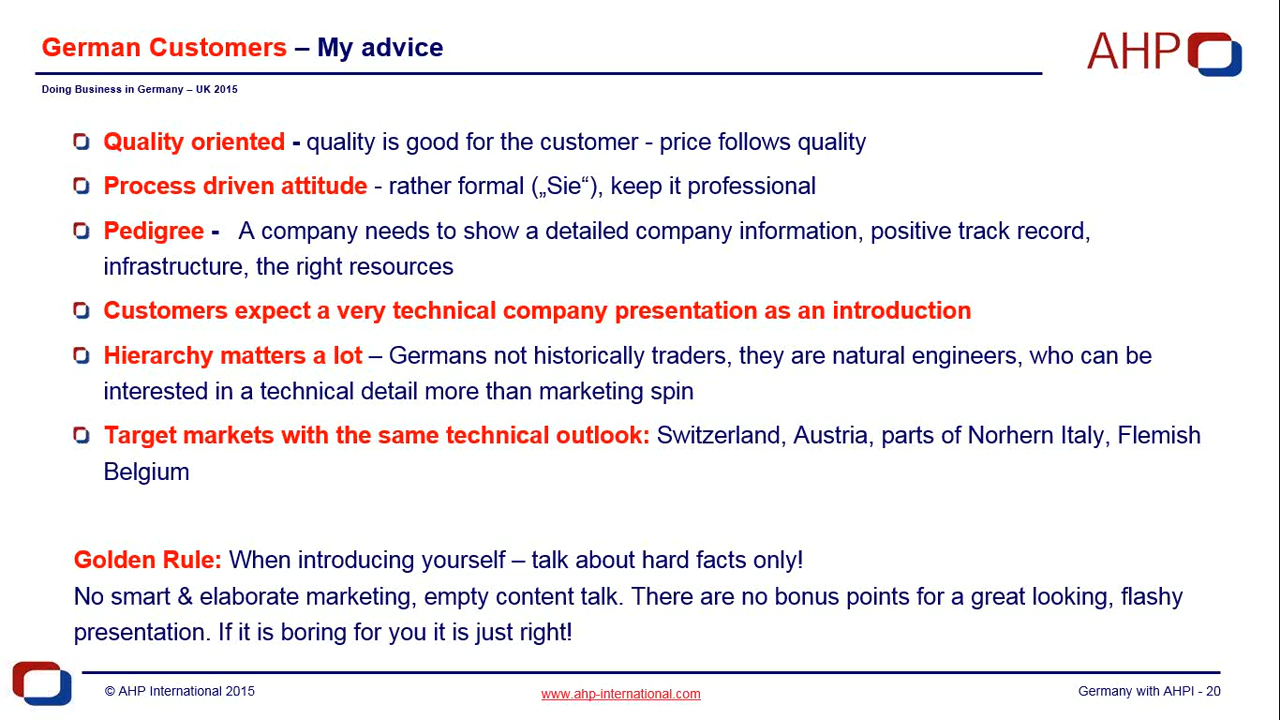 German Customers – My advice
AHP
Doing Business in Germany – UK 2015
Quality oriented - quality is good for the customer - price follows quality
Process driven attitude - rather formal („Sie“), keep it professional
Pedigree - A company needs to show a detailed company information, positive track record,
infrastructure, the right resources
Customers expect a very technical company presentation as an introduction
Hierarchy matters a lot – Germans not historically traders, they are natural engineers, who can be
interested in a technical detail more than marketing spin
Target markets with the same technical outlook: Switzerland, Austria, parts of Norhern Italy, Flemish
Belgium
Golden Rule: When introducing yourself – talk about hard facts only!
No smart & elaborate marketing, empty content talk. There are no bonus points for a great looking, flashy
presentation. If it is boring for you it is just right!
© AHP International 2015
www.ahp-international.com
Germany with AHPI - 20